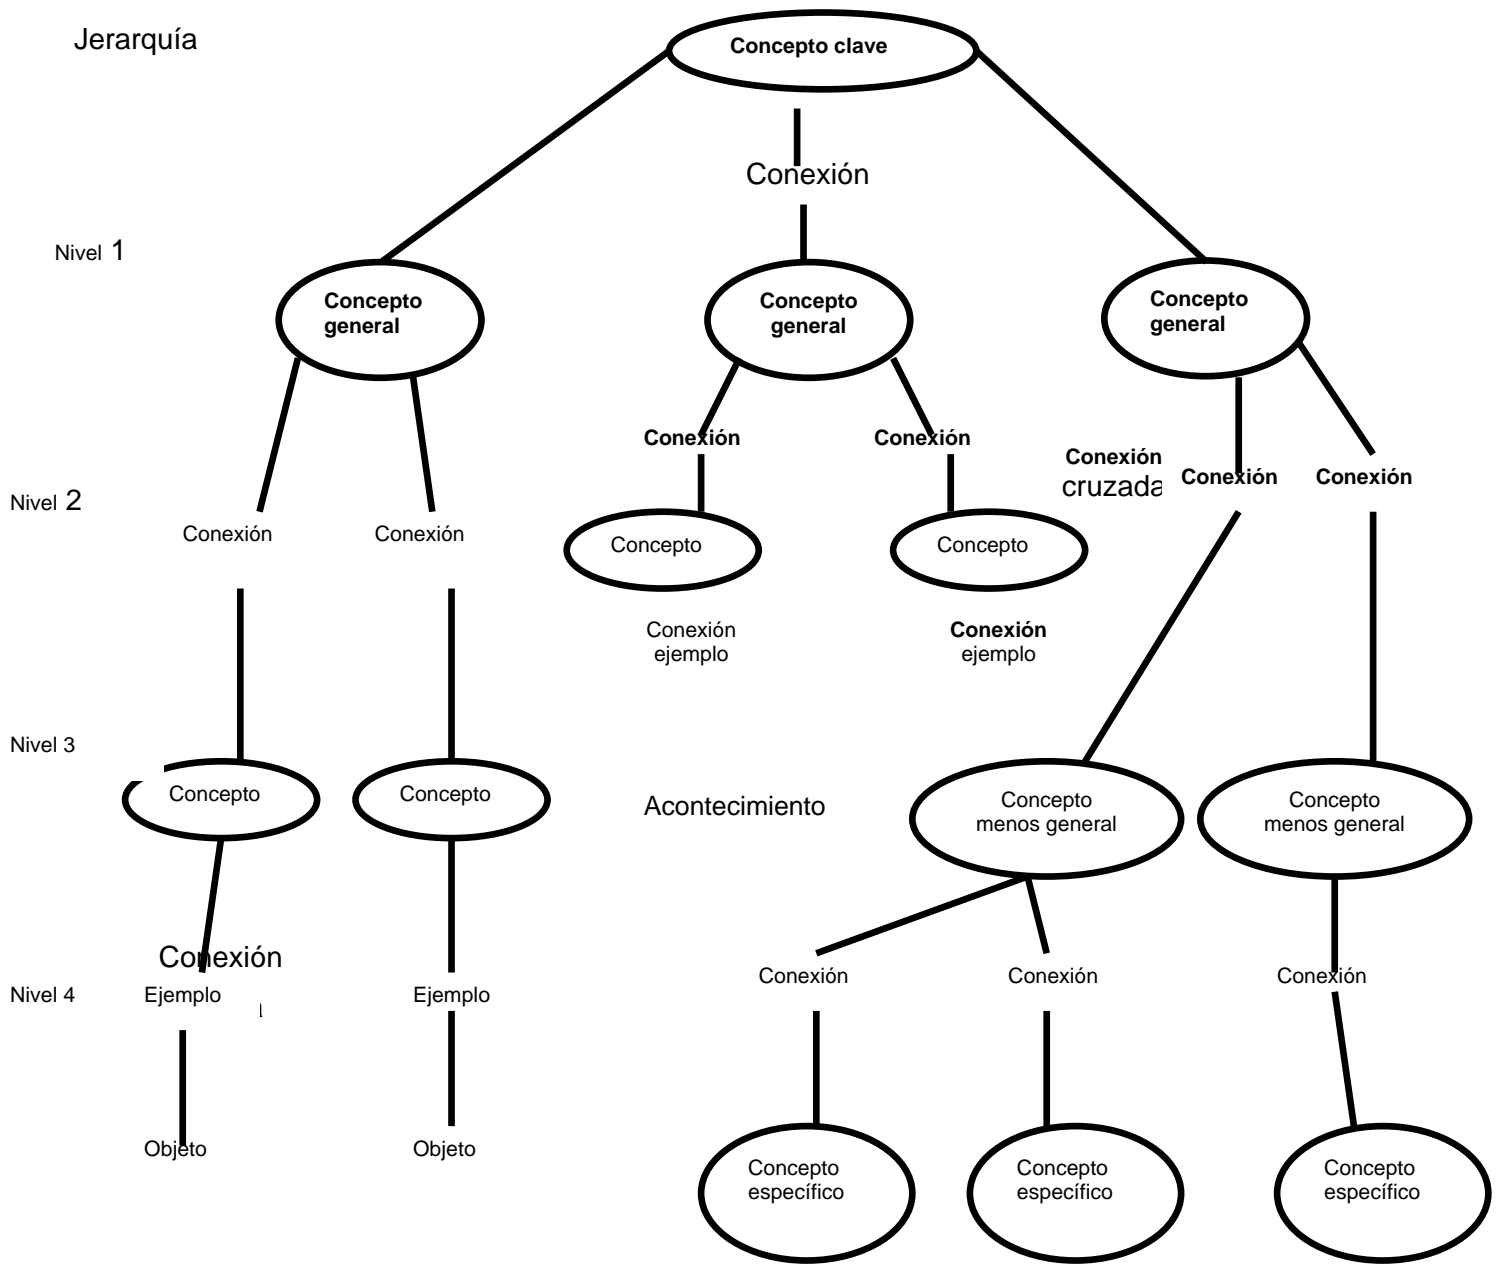 Jerarquía
Concepto clave
Conexión
Nivel 1
Concepto
general
Concepto
general
Concepto
general
Conexión
Conexión
Conexión
cruzada
Conexión
Conexión
Nivel 2
Conexión
Conexión
Concepto
Concepto
Conexión
ejemplo
Conexión
ejemplo
Nivel 3
Concepto
Concepto
Acontecimiento
Concepto
menos general
Concepto
menos general
Conexión
Nivel 4
Ejemplo
Ejemplo
Conexión
Conexión
Conexión
Objeto
Objeto
Concepto
específico
Concepto
específico
Concepto
específico